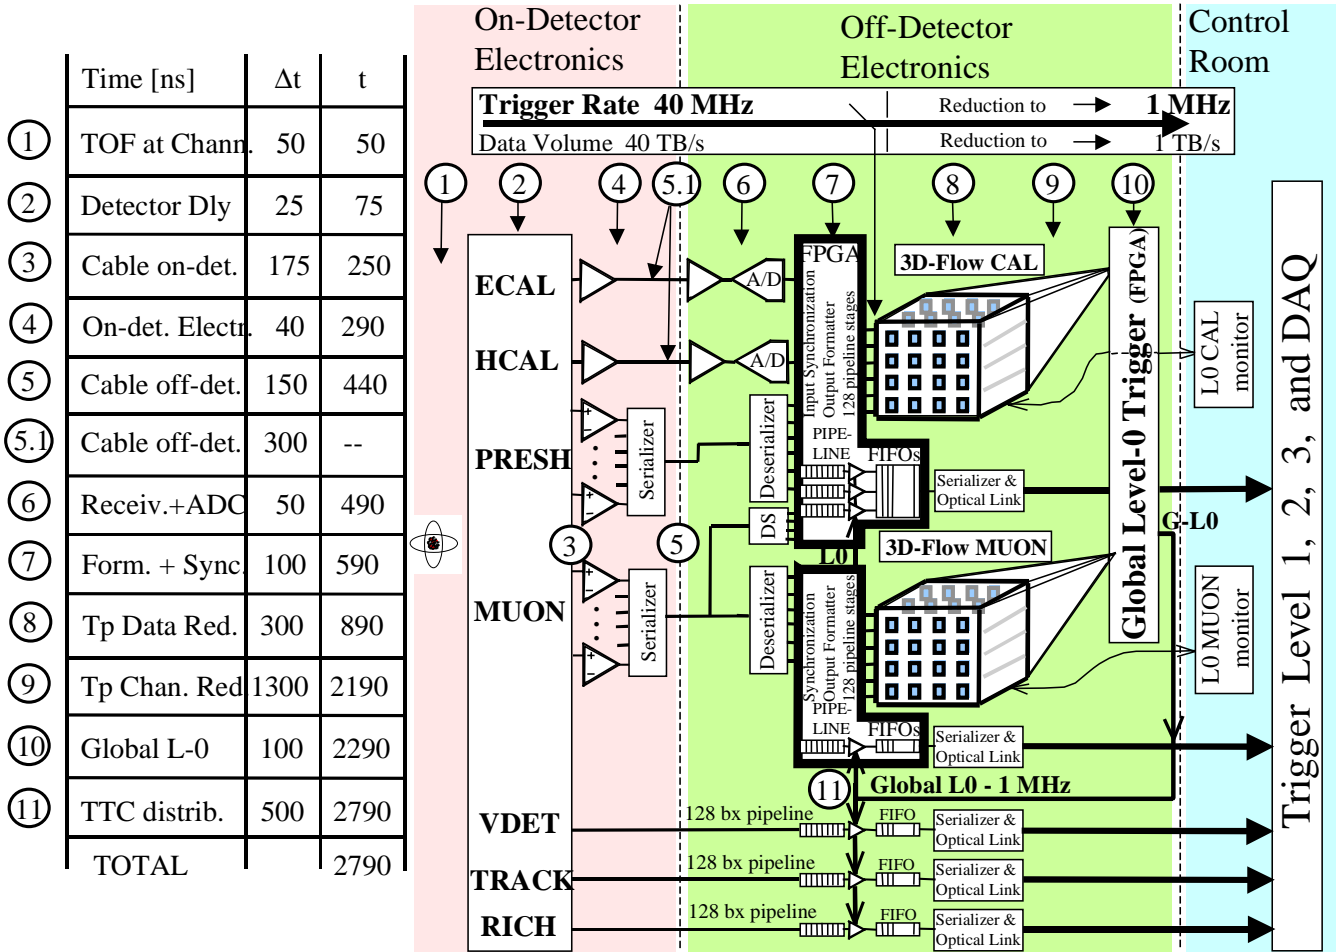 On-Detector
Electronics
Off-Detector
Electronics
Control
Room
Time [ns] Δt t
1 TOF at Chann. 50 50
2 Detector Dly 25 75
3 Cable on-det. 175 250
4 On-det. Electr. 40 290
5 Cable off-det. 150 440
5.1 Cable off-det. 300 --
6 Receiv.+ADC 50 490
7 Form. + Sync. 100 590
8 Tp Data Red. 300 890
9 Tp Chan. Red. 1300 2190
10 Global L-0 100 2290
11 TTC distrib. 500 2790
TOTAL 2790
Trigger Rate 40 MHz Reduction to 1 MHz
Data Volume 40 TB/s Reduction to 1 TB/s
1 2 4 5.1 6 7 8 9 10
ECAL
HCAL
PRESH
MUON
VDET
TRACK
RICH
A/D
A/D
+
−
+
−
Serializer
3
5
+
−
+
−
Serializer
Deserializer
DS
Deserializer
FPGA
Input Synchronization
Output Formatter
128 pipeline stages
PIPE-
LINE
FIFOs
L0
Synchronization
Output Formatter
128 pipeline stages
PIPE-
LINE
FIFOs
3D-Flow CAL
Serializer &
Optical Link
3D-Flow MUON
Serializer &
Optical Link
Global Level-0 Trigger (FPGA)
G-L0
L0 CAL
monitor
L0 MUON
monitor
Trigger Level 1, 2, 3, and DAQ
11
Global L0 - 1 MHz
128 bx pipeline
FIFO
Serializer &
Optical Link
128 bx pipeline
FIFO
Serializer &
Optical Link
128 bx pipeline
FIFO
Serializer &
Optical Link